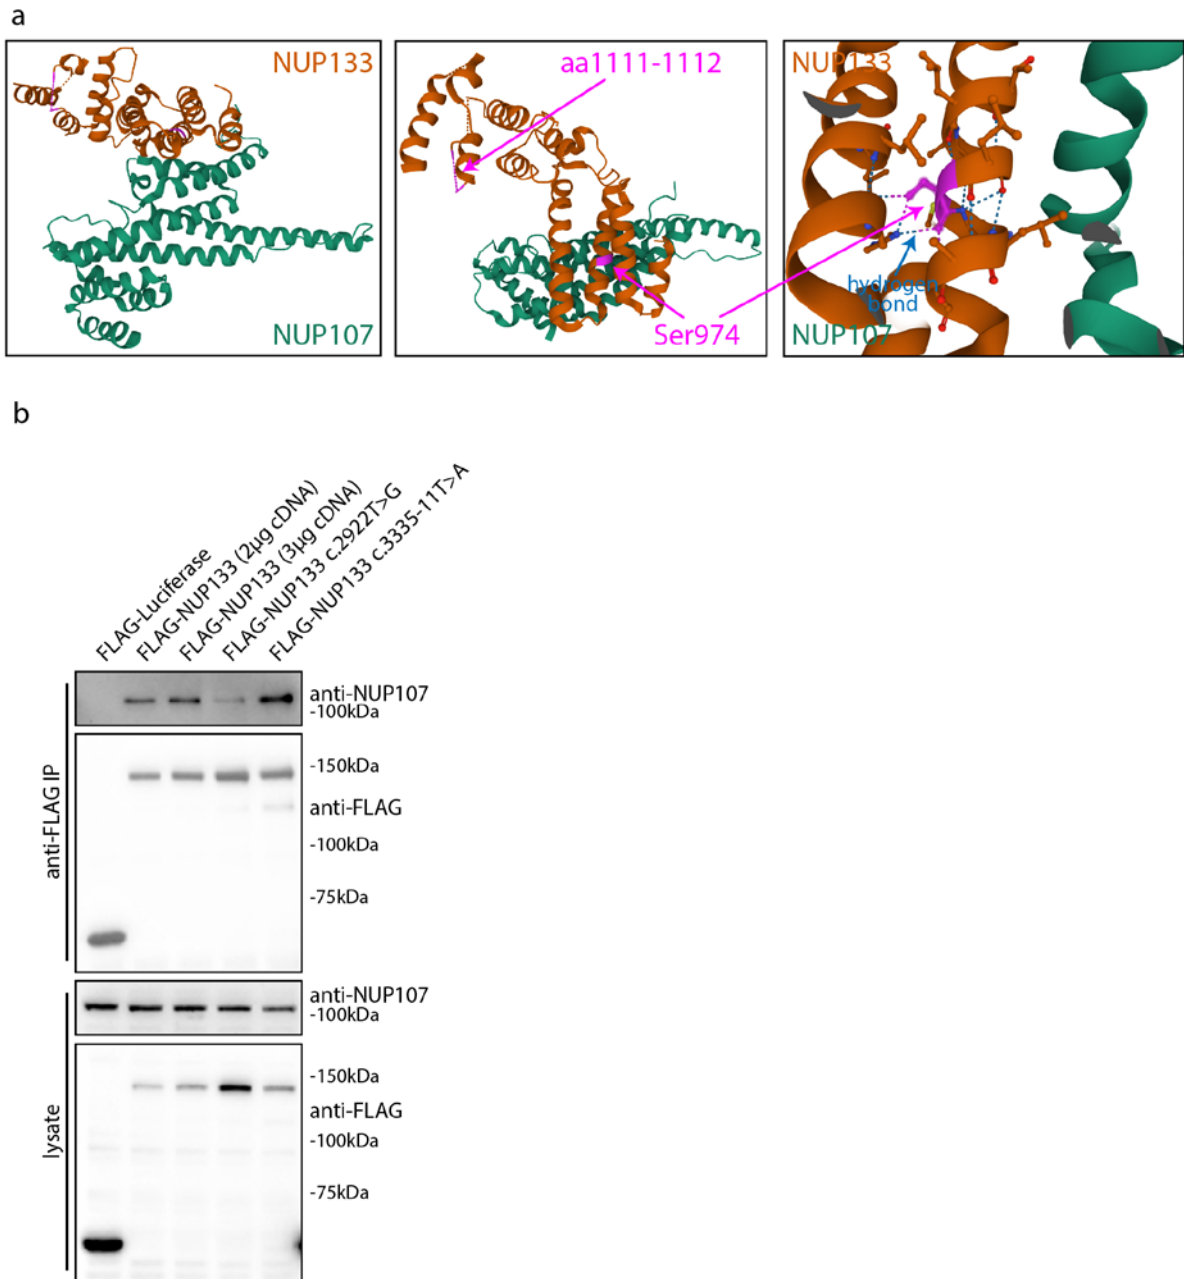 a
NUP133
NUP107
aa1111-1112
Ser974
NUP133
hydrogen
bond
NUP107
b
FLAG-Luciferase
FLAG-NUP133 (2µg cDNA)
FLAG-NUP133 (3µg cDNA)
FLAG-NUP133 c.2922T>G
FLAG-NUP133 c.3335-11T>A
anti-FLAG IP
anti-NUP107
-100kDa
-150kDa
anti-FLAG
-100kDa
-75kDa
lysate
anti-NUP107
-100kDa
-150kDa
anti-FLAG
-100kDa
-75kDa